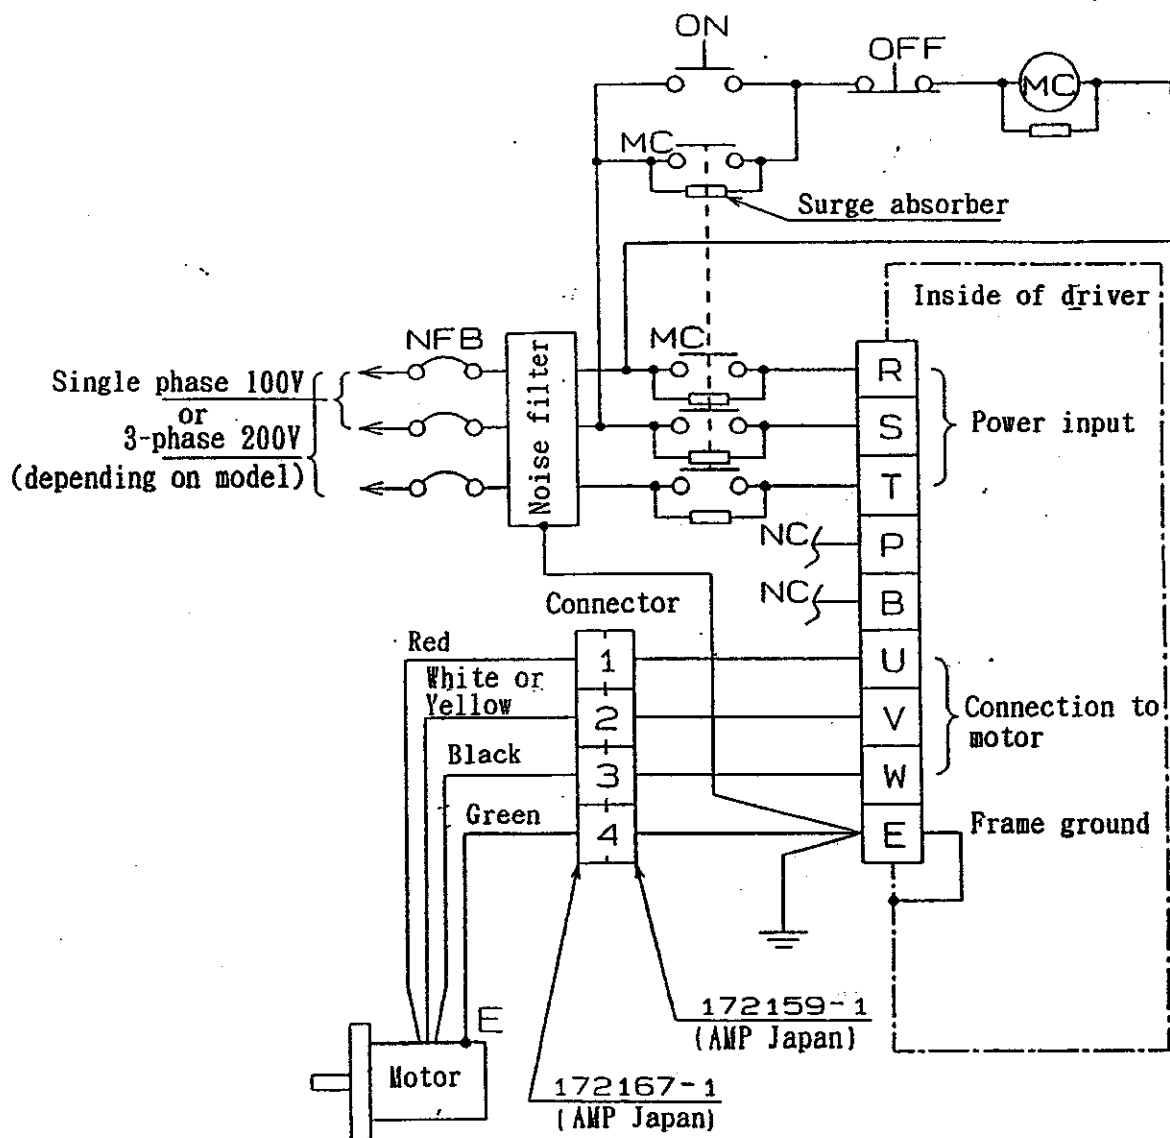 ON
OFF
MC
MC
Surge absorber
Inside of driver
NFB
Noise filter
MC
Single phase 100V
or
3-phase 200V
(depending on model)
R
S
T
P
B
U
V
W
E
Power input
NC
NC
Connector
Red
White or
Yellow
Black
Green
1
2
3
4
Connection to
motor
Frame ground
E
Motor
172159-1
(AMP Japan)
172167-1
(AMP Japan)